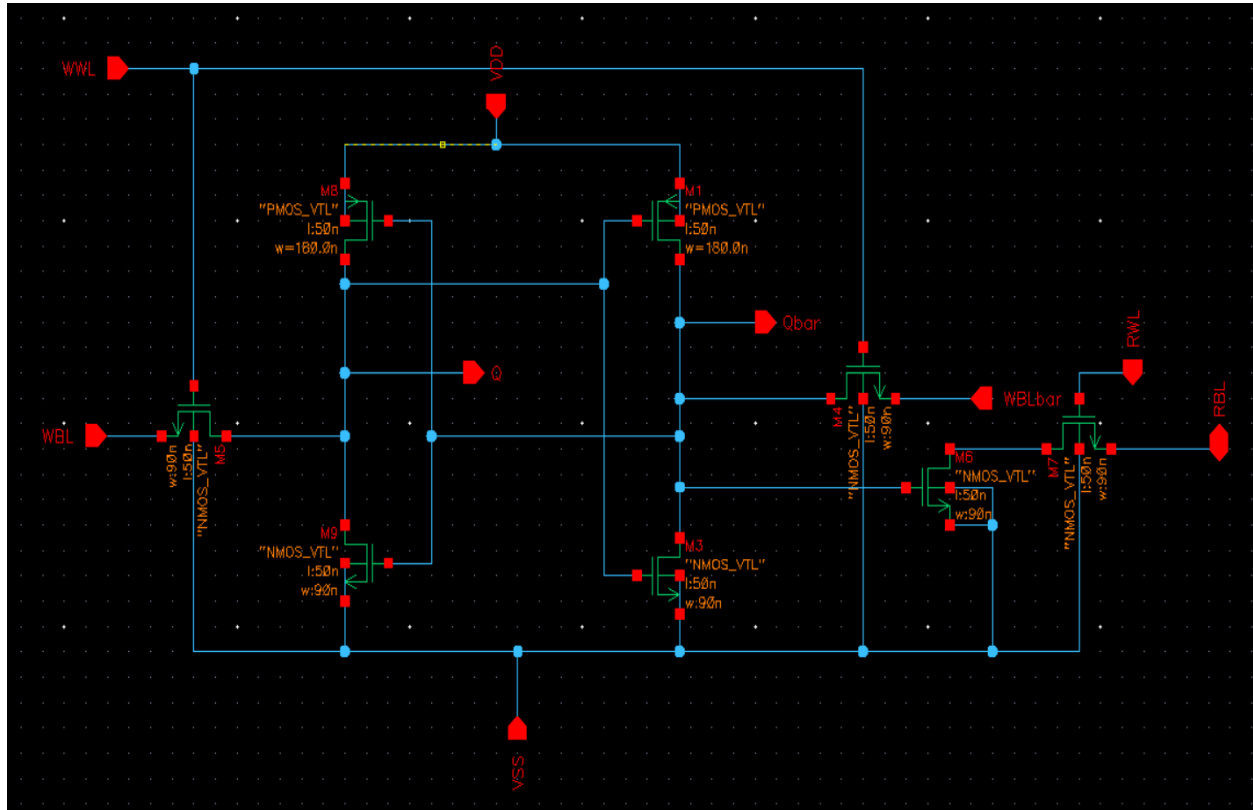 WWL
VDD
M8
"PMOS_VTL"
l:50n
w=180.0n
M1
"PMOS_VTL"
l:50n
w=180.0n
Qbar
RWL
Q
WBLbar
RBL
WBL
M5
"NMOS_VTL"
l:50n
w:90n
M4
"NMOS_VTL"
l:50n
w:90n
M6
"NMOS_VTL"
l:50n
w:90n
M7
"NMOS_VTL"
l:50n
w:90n
M9
"NMOS_VTL"
l:50n
w:90n
M3
"NMOS_VTL"
l:50n
w:90n
VSS